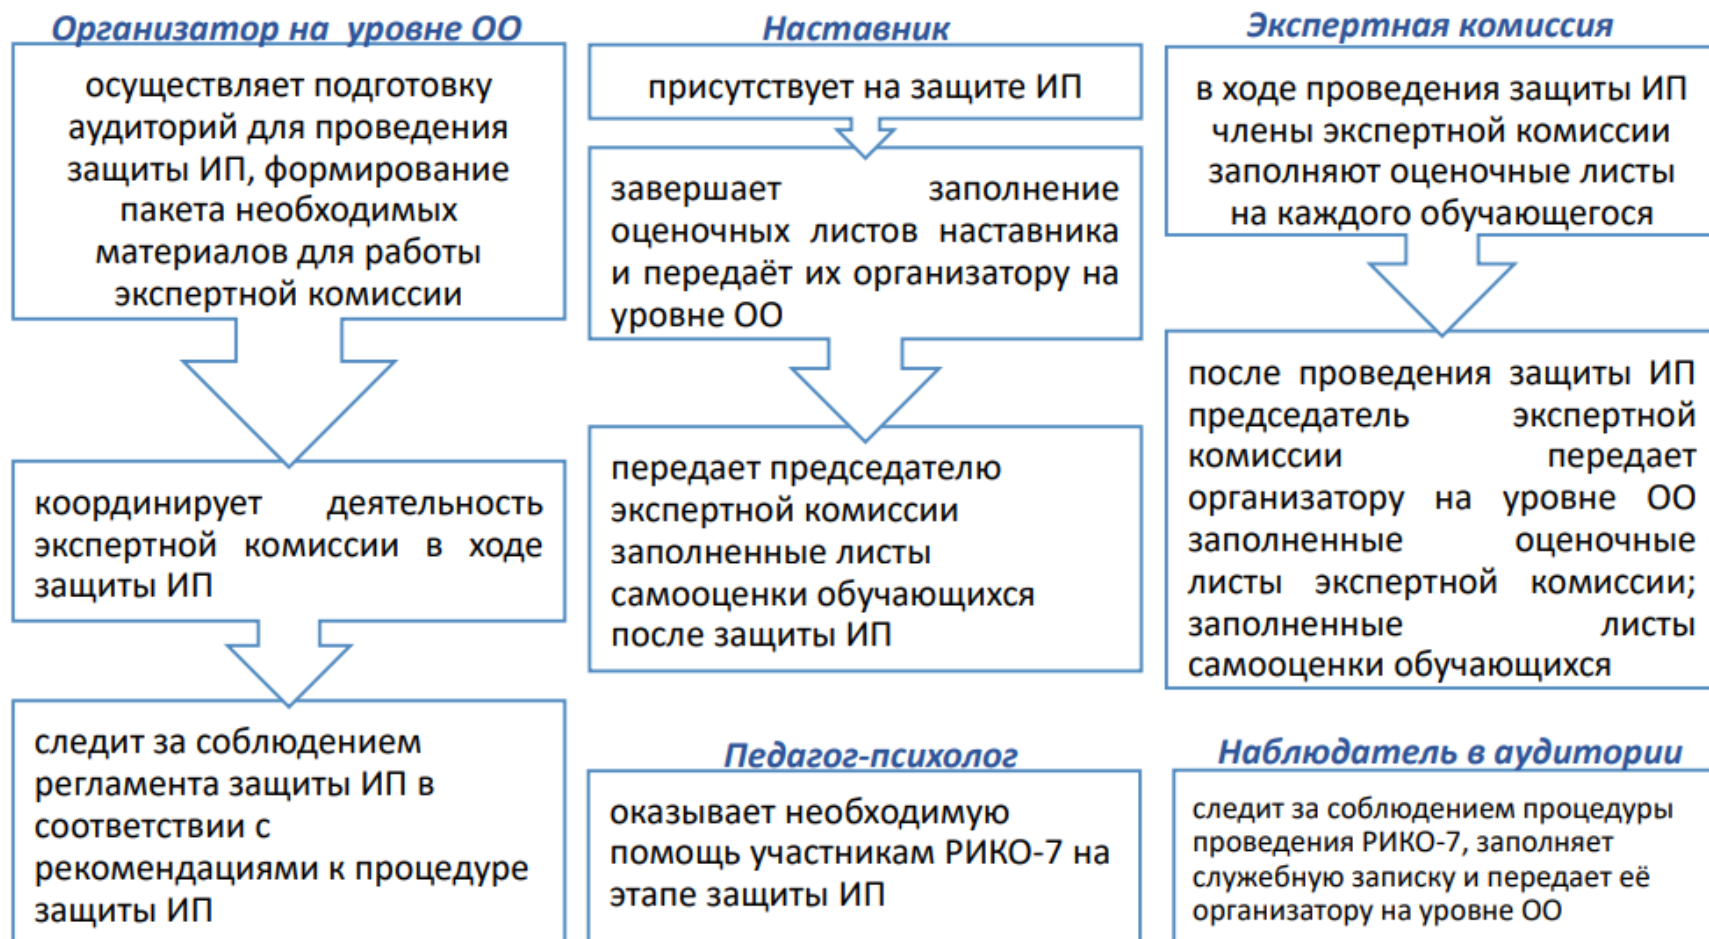 Организатор на уровне ОО
осуществляет подготовку
аудиторий для проведения
защиты ИП, формирование
пакета необходимых
материалов для работы
экспертной комиссии
координирует деятельность
экспертной комиссии в ходе
защиты ИП
следит за соблюдением
регламента защиты ИП в
соответствии с
рекомендациями к процедуре
защиты ИП
Наставник
присутствует на защите ИП
завершает заполнение
оценочных листов наставника
и передаёт их организатору на
уровне ОО
передает председателю
экспертной комиссии
заполненные листы
самооценки обучающихся
после защиты ИП
Педагог-психолог
оказывает необходимую
помощь участникам РИКО-7 на
этапе защиты ИП
Экспертная комиссия
в ходе проведения защиты ИП
члены экспертной комиссии
заполняют оценочные листы
на каждого обучающегося
после проведения защиты ИП
председатель экспертной
комиссии передает
организатору на уровне ОО
заполненные оценочные
листы экспертной комиссии;
заполненные листы
самооценки обучающихся
Наблюдатель в аудитории
следит за соблюдением процедуры
проведения РИКО-7, заполняет
служебную записку и передает её
организатору на уровне ОО